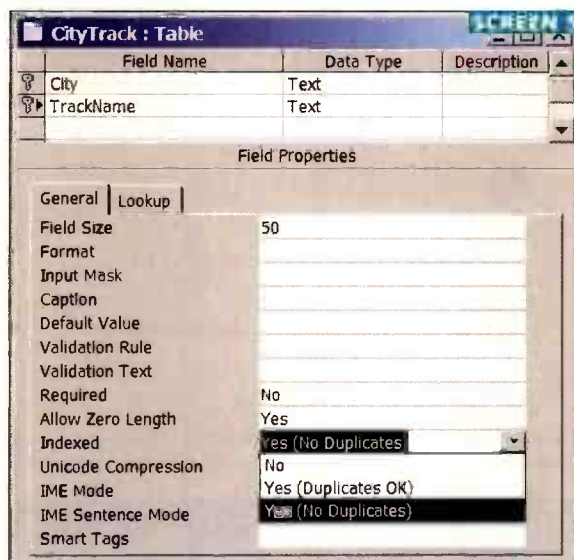 SCREEN
CityTrack : Table
Field Name Data Type Description
City Text
TrackName Text
Field Properties
General Lookup
Field Size 50
Format
Input Mask
Caption
Default Value
Validation Rule
Validation Text
Required No
Allow Zero Length Yes
Indexed Yes (No Duplicates
Unicode Compression No
IME Mode Yes (Duplicates OK)
IME Sentence Mode Yes (No Duplicates)
Smart Tags